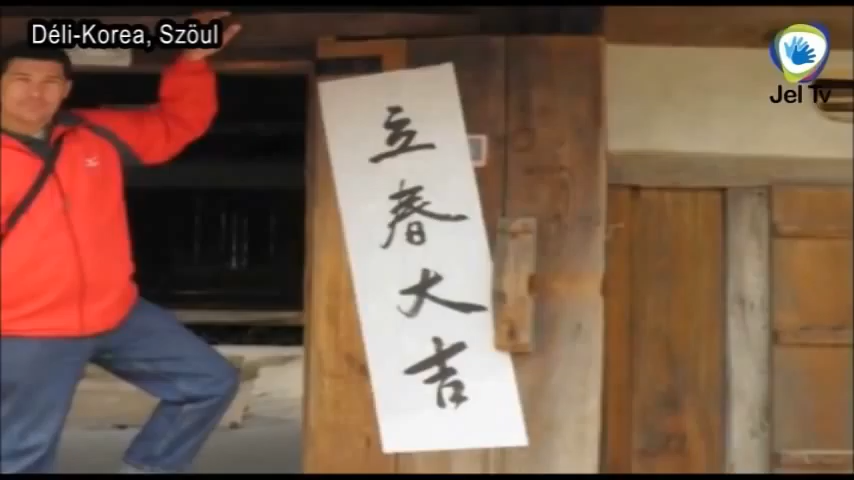 Déli-Korea, Szöul
Jel Tv
立春大吉